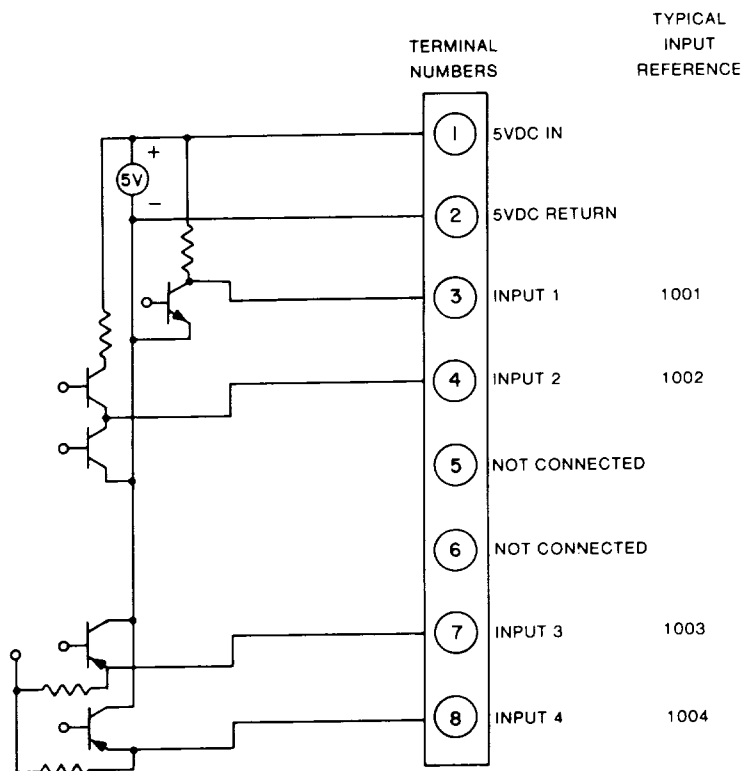 TYPICAL
INPUT
REFERENCE
TERMINAL
NUMBERS
1 5VDC IN
+
5V
−
2 5VDC RETURN
3 INPUT 1 1001
4 INPUT 2 1002
5 NOT CONNECTED
6 NOT CONNECTED
7 INPUT 3 1003
8 INPUT 4 1004